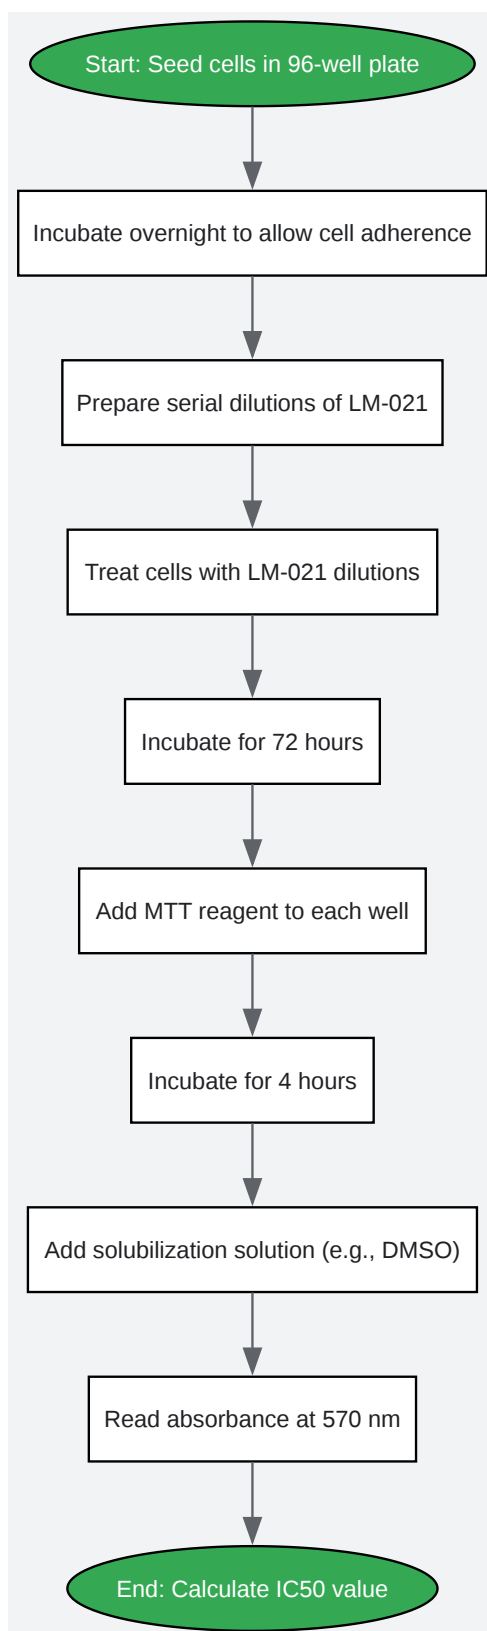 Start: Seed cells in 96-well plate
Incubate overnight to allow cell adherence
Prepare serial dilutions of LM-021
Treat cells with LM-021 dilutions
Incubate for 72 hours
Add MTT reagent to each well
Incubate for 4 hours
Add solubilization solution (e.g., DMSO)
Read absorbance at 570 nm
End: Calculate IC50 value